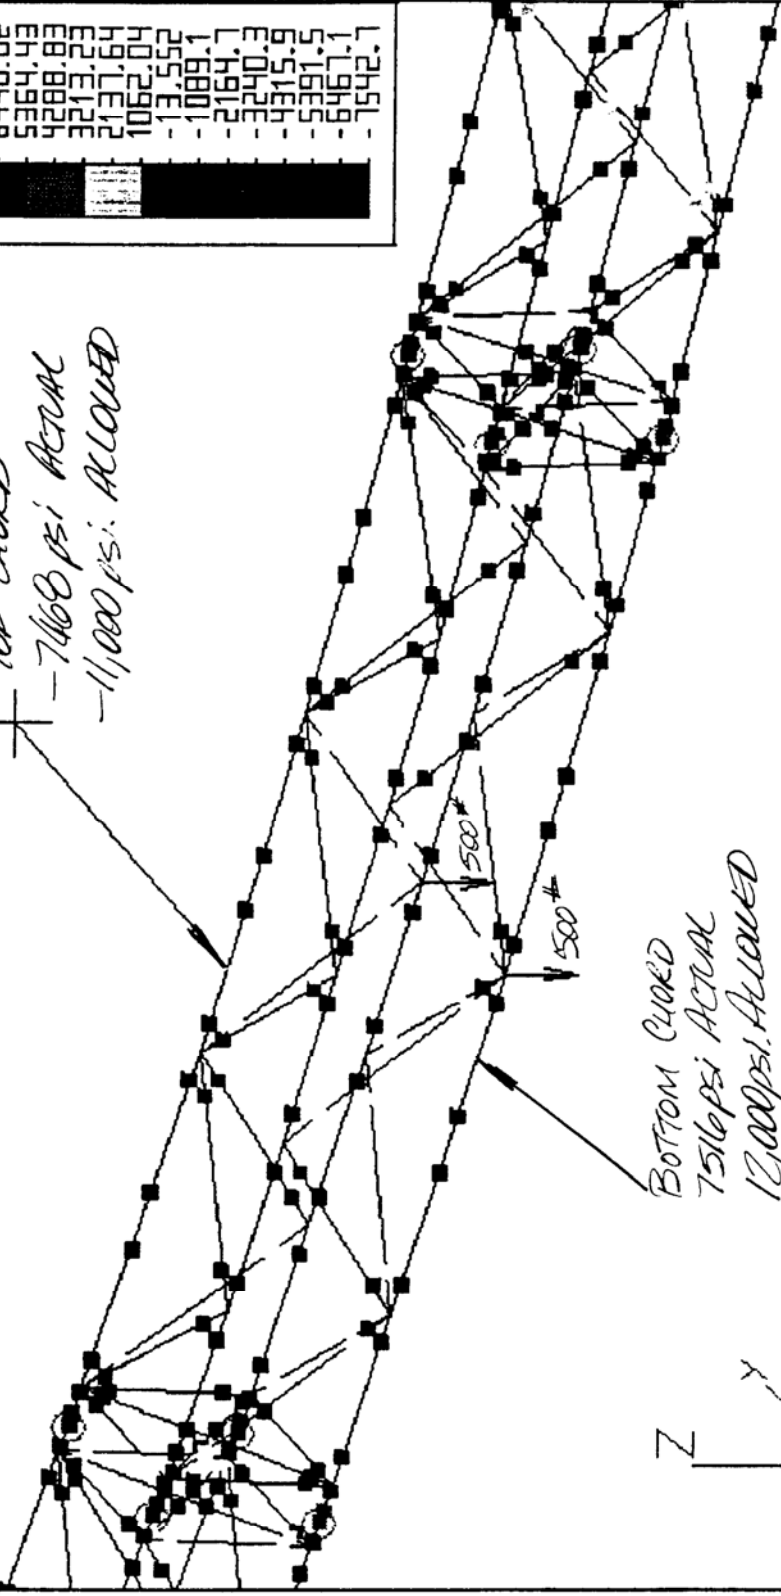 5364.43
4288.83
3213.23
2137.64
1062.04
-13.552
-1089.1
-2164.7
-3240.3
-4315.9
-5391.5
-6467.1
-7542.7
TOP CHORD
-7468 psi ACTUAL
-11,000 psi. ALLOWED
500#
500#
BOTTOM CHORD
7516 psi ACTUAL
12,000 psi. ALLOWED
Z
Y